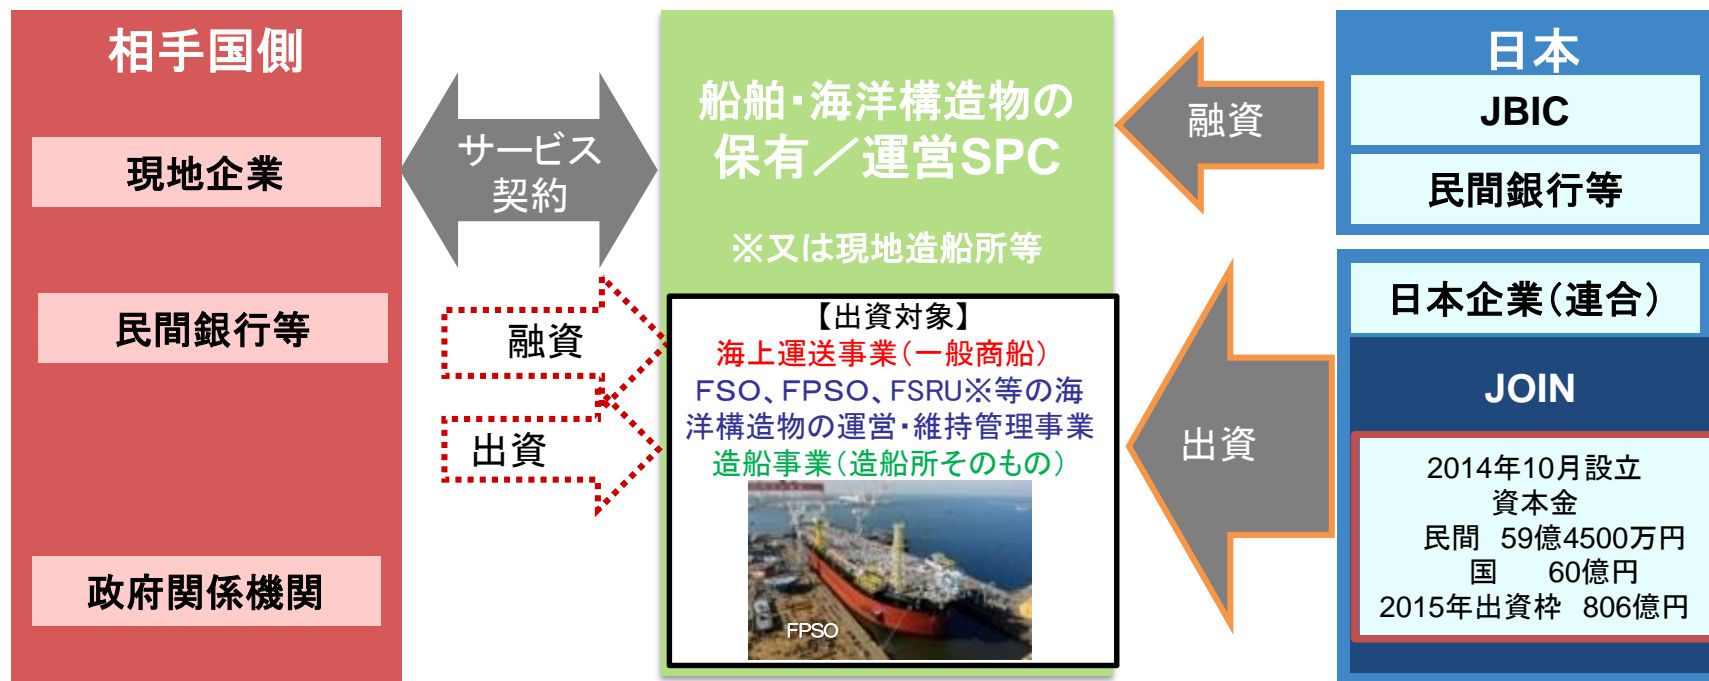 相手国側
現地企業
民間銀行等
政府関係機関
サービス
契約
融資
出資
船舶・海洋構造物の
保有／運営SPC
※又は現地造船所等
【出資対象】
海上運送事業（一般商船）
ＦＳＯ、ＦＰＳＯ、FSRU※等の海
洋構造物の運営・維持管理事業
造船事業（造船所そのもの）
FPSO
融資
出資
日本
JBIC
民間銀行等
日本企業（連合）
JOIN
2014年10月設立
資本金
民間　59億4500万円
国　　60億円
2015年出資枠　806億円